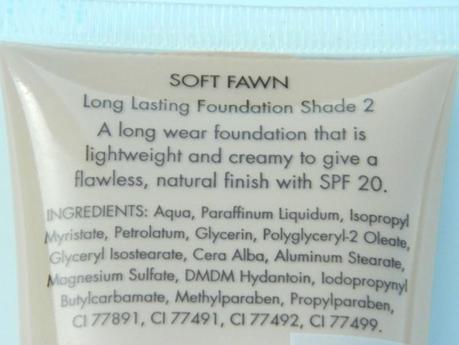 SOFT FAWN
Long Lasting Foundation Shade 2
A long wear foundation that is
lightweight and creamy to give a
flawless, natural finish with SPF 20.
INGREDIENTS: Aqua, Paraffinum Liquidum, Isopropyl
Myristate, Petrolatum, Glycerin, Polyglyceryl-2 Oleate,
Glyceryl Isostearate, Cera Alba, Aluminum Stearate,
Magnesium Sulfate, DMDM Hydantoin, Iodopropynyl
Butylcarbamate, Methylparaben, Propylparaben,
CI 77891, CI 77491, CI 77492, CI 77499.